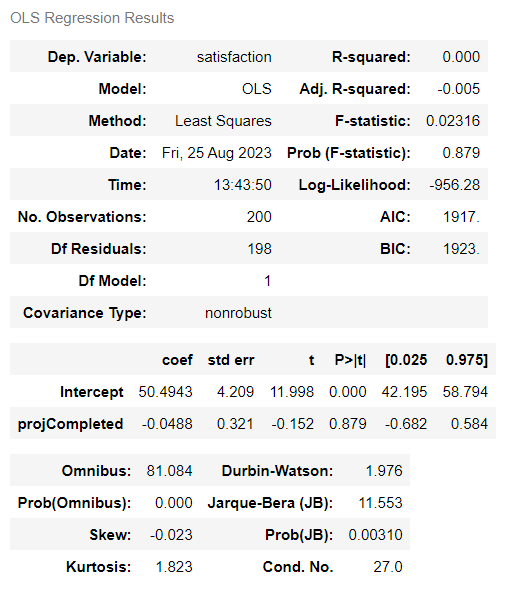 OLS Regression Results
Dep. Variable: satisfaction R-squared: 0.000
Model: OLS Adj. R-squared: -0.005
Method: Least Squares F-statistic: 0.02316
Date: Fri, 25 Aug 2023 Prob (F-statistic): 0.879
Time: 13:43:50 Log-Likelihood: -956.28
No. Observations: 200 AIC: 1917.
Df Residuals: 198 BIC: 1923.
Df Model: 1
Covariance Type: nonrobust
coef std err t P>|t| [0.025 0.975]
Intercept 50.4943 4.209 11.998 0.000 42.195 58.794
projCompleted -0.0488 0.321 -0.152 0.879 -0.682 0.584
Omnibus: 81.084 Durbin-Watson: 1.976
Prob(Omnibus): 0.000 Jarque-Bera (JB): 11.553
Skew: -0.023 Prob(JB): 0.00310
Kurtosis: 1.823 Cond. No. 27.0